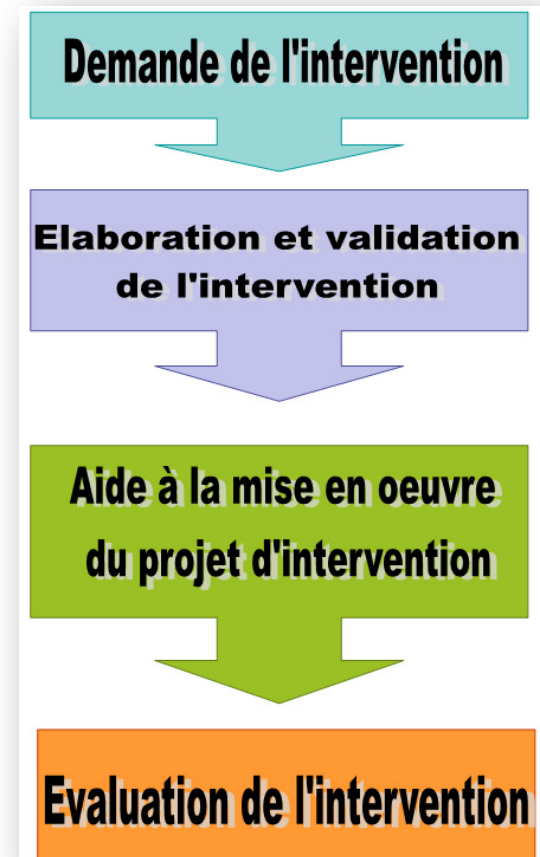 Demande de l'intervention
Elaboration et validation
de l'intervention
Aide à la mise en oeuvre
du projet d'intervention
Evaluation de l'intervention